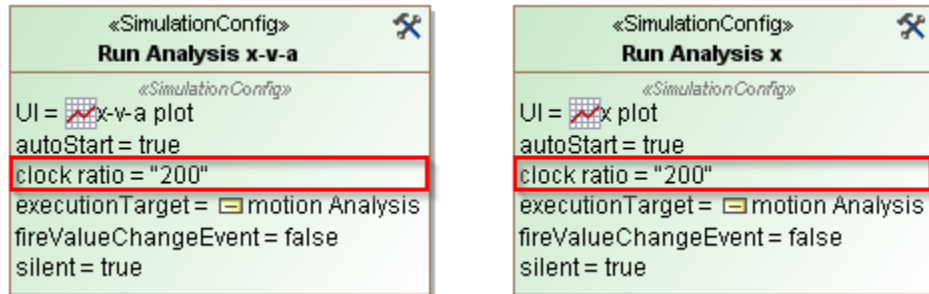 «SimulationConfig»
Run Analysis x-v-a
«SimulationConfig»
UI = x-v-a plot
autoStart = true
clock ratio = "200"
executionTarget = motion Analysis
fireValueChangeEvent = false
silent = true
«SimulationConfig»
Run Analysis x
«SimulationConfig»
UI = x plot
autoStart = true
clock ratio = "200"
executionTarget = motion Analysis
fireValueChangeEvent = false
silent = true